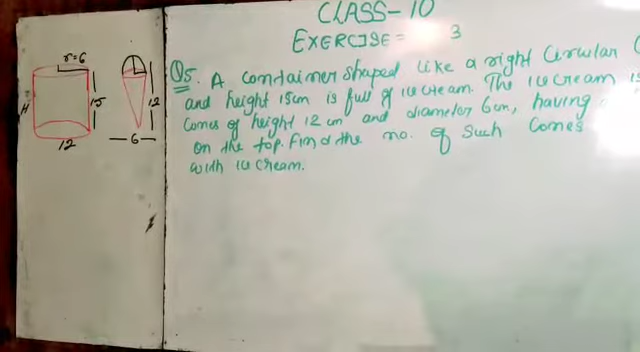 CLASS-10
EXERCISE= 3
Q5. A container shaped like a right Circular
and height 15cm is full of ice cream. The icecream is
Cones of height 12 cm and diameter 6cm, having
on the top. Find the no. of such Cones
with ice cream.
r=6
15
H
12
12
6